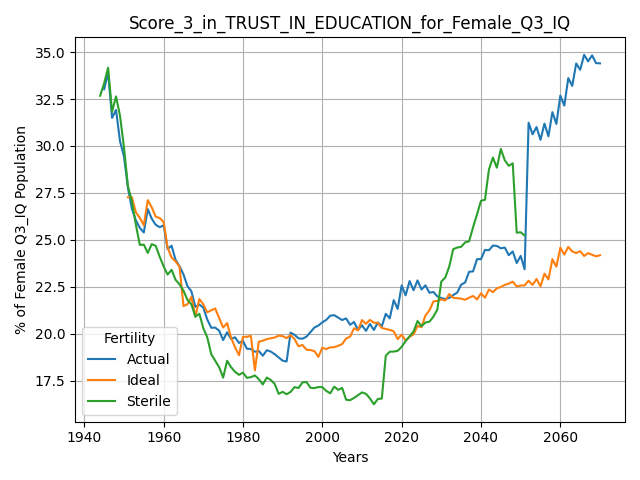 Score_3_in_TRUST_IN_EDUCATION_for_Female_Q3_IQ
% of Female Q3_IQ Population
35.0
32.5
30.0
27.5
25.0
22.5
20.0
17.5
Fertility
Actual
Ideal
Sterile
1940 1960 1980 2000 2020 2040 2060
Years